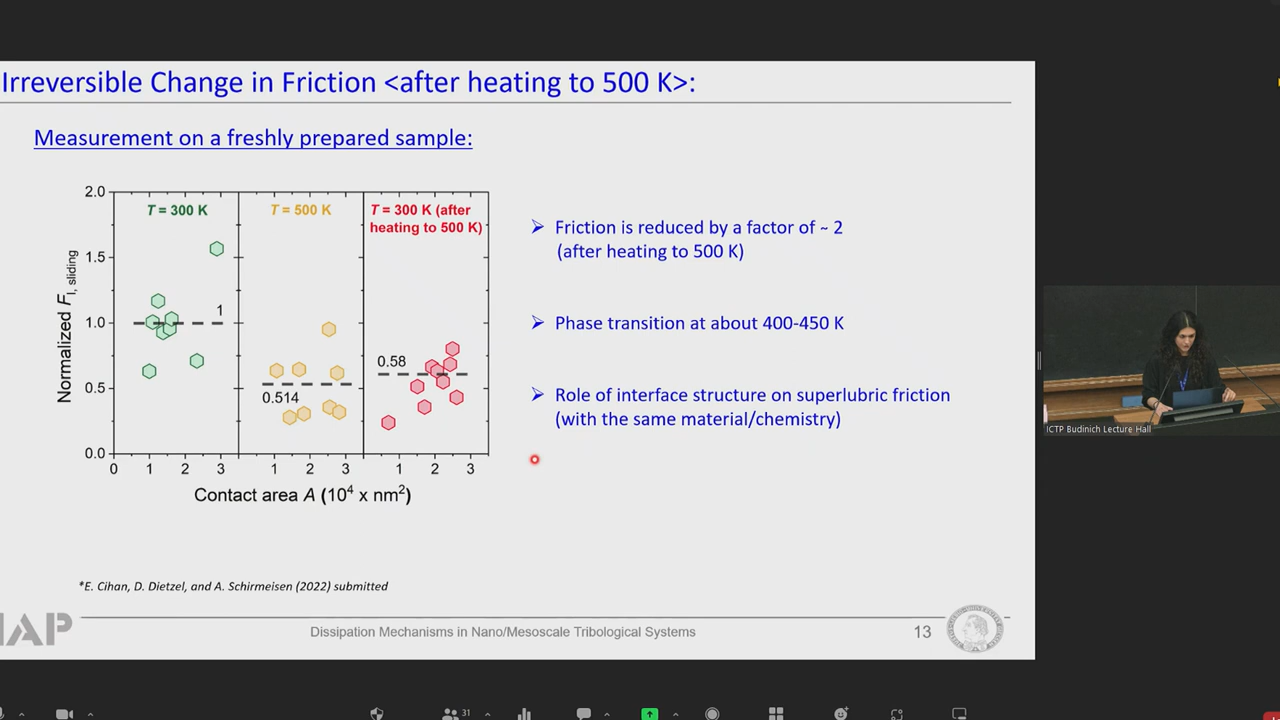 Irreversible Change in Friction <after heating to 500 K>:
Measurement on a freshly prepared sample:
Normalized Fl, sliding
2.0
1.5
1.0
0.5
0.0
T = 300 K
1
T = 500 K
0.514
T = 300 K (after
heating to 500 K)
0.58
0 1 2 3 1 2 3 1 2 3
Contact area A (10⁴ x nm²)
➢ Friction is reduced by a factor of ~ 2
(after heating to 500 K)
➢ Phase transition at about 400-450 K
➢ Role of interface structure on superlubric friction
(with the same material/chemistry)
*E. Cihan, D. Dietzel, and A. Schirmeisen (2022) submitted
IAP
Dissipation Mechanisms in Nano/Mesoscale Tribological Systems
13
ICTP Budinich Lecture Hall
31